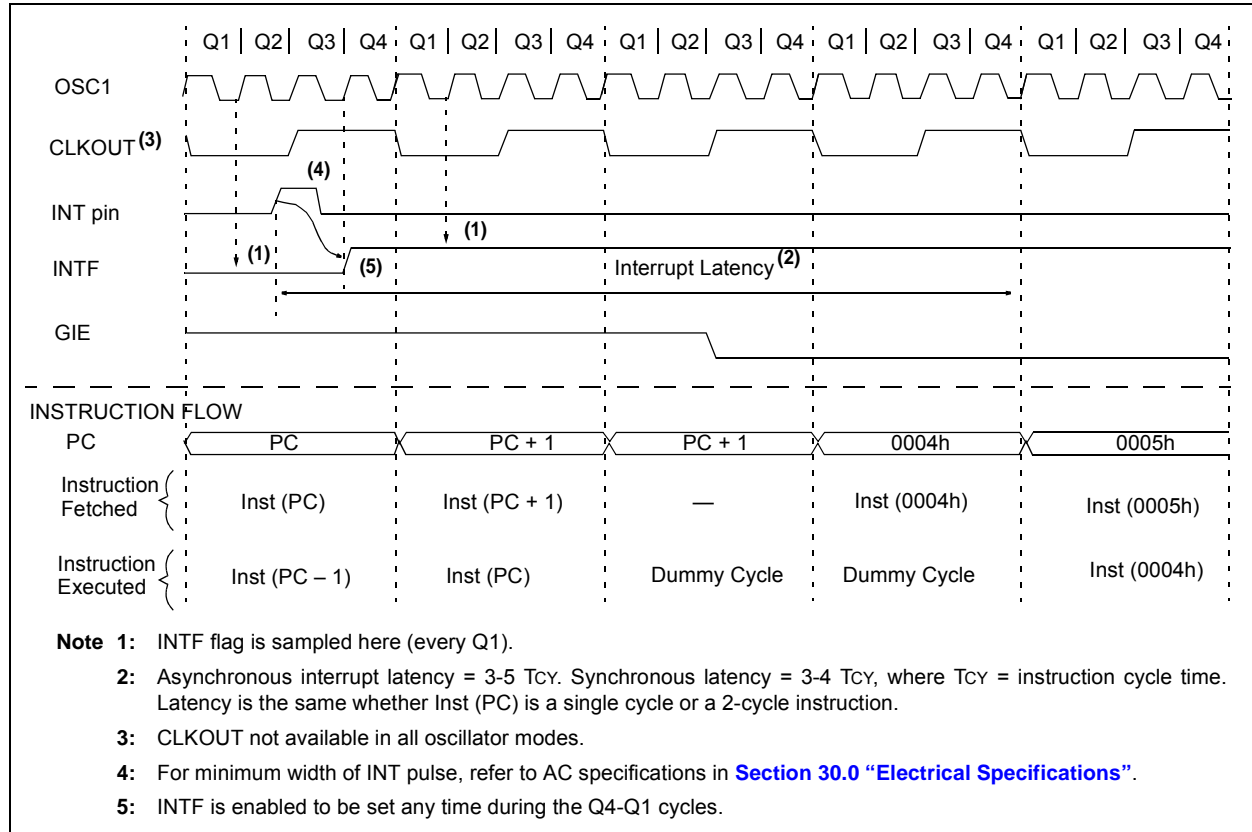 Q1 | Q2 | Q3 | Q4 Q1 | Q2 | Q3 | Q4 Q1 | Q2 | Q3 | Q4 Q1 | Q2 | Q3 | Q4 Q1 | Q2 | Q3 | Q4
OSC1
CLKOUT (3)
(4)
INT pin
(1)
(1)
INTF
(5)
Interrupt Latency (2)
GIE
INSTRUCTION FLOW
PC PC PC + 1 PC + 1 0004h 0005h
Instruction
Fetched
Inst (PC) Inst (PC + 1) — Inst (0004h) Inst (0005h)
Instruction
Executed
Inst (PC – 1) Inst (PC) Dummy Cycle Dummy Cycle Inst (0004h)
Note 1: INTF flag is sampled here (every Q1).
2: Asynchronous interrupt latency = 3-5 TCY. Synchronous latency = 3-4 TCY, where TCY = instruction cycle time.
Latency is the same whether Inst (PC) is a single cycle or a 2-cycle instruction.
3: CLKOUT not available in all oscillator modes.
4: For minimum width of INT pulse, refer to AC specifications in Section 30.0 “Electrical Specifications”.
5: INTF is enabled to be set any time during the Q4-Q1 cycles.